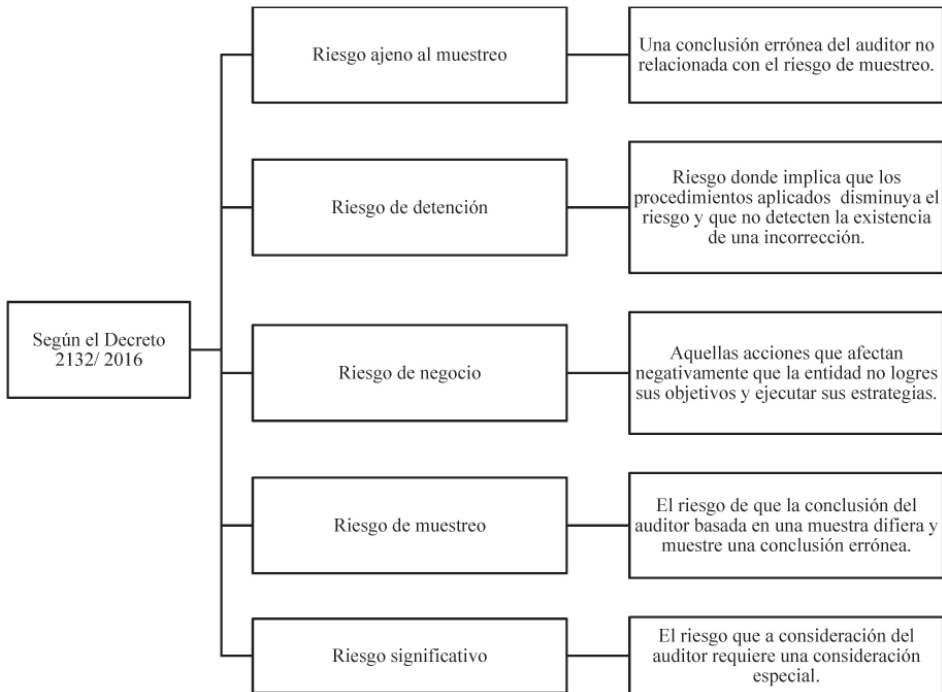 Según el Decreto
2132/ 2016
Riesgo ajeno al muestreo
Una conclusión errónea del auditor no
relacionada con el riesgo de muestreo.
Riesgo de detención
Riesgo donde implica que los
procedimientos aplicados disminuya el
riesgo y que no detecten la existencia
de una incorrección.
Riesgo de negocio
Aquellas acciones que afectan
negativamente que la entidad no logres
sus objetivos y ejecutar sus estrategias.
Riesgo de muestreo
El riesgo de que la conclusión del
auditor basada en una muestra difiera y
muestre una conclusión errónea.
Riesgo significativo
El riesgo que a consideración del
auditor requiere una consideración
especial.